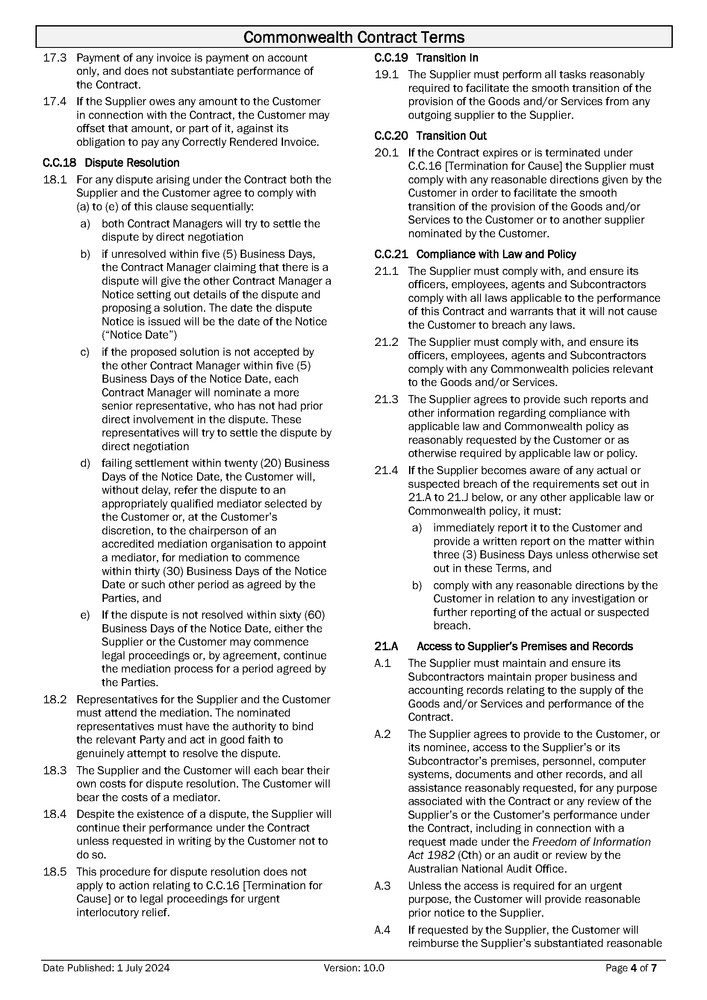 Commonwealth Contract Terms
17.3 Payment of any invoice is payment on account
only, and does not substantiate performance of
the Contract.
17.4 If the Supplier owes any amount to the Customer
in connection with the Contract, the Customer may
offset that amount, or part of it, against its
obligation to pay any Correctly Rendered Invoice.
C.C.18 Dispute Resolution
18.1 For any dispute arising under the Contract both the
Supplier and the Customer agree to comply with
(a) to (e) of this clause sequentially:
a) both Contract Managers will try to settle the
dispute by direct negotiation
b) if unresolved within five (5) Business Days,
the Contract Manager claiming that there is a
dispute will give the other Contract Manager a
Notice setting out details of the dispute and
proposing a solution. The date the dispute
Notice is issued will be the date of the Notice
(“Notice Date”)
c) if the proposed solution is not accepted by
the other Contract Manager within five (5)
Business Days of the Notice Date, each
Contract Manager will nominate a more
senior representative, who has not had prior
direct involvement in the dispute. These
representatives will try to settle the dispute by
direct negotiation
d) failing settlement within twenty (20) Business
Days of the Notice Date, the Customer will,
without delay, refer the dispute to an
appropriately qualified mediator selected by
the Customer or, at the Customer’s
discretion, to the chairperson of an
accredited mediation organisation to appoint
a mediator, for mediation to commence
within thirty (30) Business Days of the Notice
Date or such other period as agreed by the
Parties, and
e) If the dispute is not resolved within sixty (60)
Business Days of the Notice Date, either the
Supplier or the Customer may commence
legal proceedings or, by agreement, continue
the mediation process for a period agreed by
the Parties.
18.2 Representatives for the Supplier and the Customer
must attend the mediation. The nominated
representatives must have the authority to bind
the relevant Party and act in good faith to
genuinely attempt to resolve the dispute.
18.3 The Supplier and the Customer will each bear their
own costs for dispute resolution. The Customer will
bear the costs of a mediator.
18.4 Despite the existence of a dispute, the Supplier will
continue their performance under the Contract
unless requested in writing by the Customer not to
do so.
18.5 This procedure for dispute resolution does not
apply to action relating to C.C.16 [Termination for
Cause] or to legal proceedings for urgent
interlocutory relief.
C.C.19 Transition In
19.1 The Supplier must perform all tasks reasonably
required to facilitate the smooth transition of the
provision of the Goods and/or Services from any
outgoing supplier to the Supplier.
C.C.20 Transition Out
20.1 If the Contract expires or is terminated under
C.C.16 [Termination for Cause] the Supplier must
comply with any reasonable directions given by the
Customer in order to facilitate the smooth
transition of the provision of the Goods and/or
Services to the Customer or to another supplier
nominated by the Customer.
C.C.21 Compliance with Law and Policy
21.1 The Supplier must comply with, and ensure its
officers, employees, agents and Subcontractors
comply with all laws applicable to the performance
of this Contract and warrants that it will not cause
the Customer to breach any laws.
21.2 The Supplier must comply with, and ensure its
officers, employees, agents and Subcontractors
comply with any Commonwealth policies relevant
to the Goods and/or Services.
21.3 The Supplier agrees to provide such reports and
other information regarding compliance with
applicable law and Commonwealth policy as
reasonably requested by the Customer or as
otherwise required by applicable law or policy.
21.4 If the Supplier becomes aware of any actual or
suspected breach of the requirements set out in
21.A to 21.J below, or any other applicable law or
Commonwealth policy, it must:
a) immediately report it to the Customer and
provide a written report on the matter within
three (3) Business Days unless otherwise set
out in these Terms, and
b) comply with any reasonable directions by the
Customer in relation to any investigation or
further reporting of the actual or suspected
breach.
21.A Access to Supplier’s Premises and Records
A.1 The Supplier must maintain and ensure its
Subcontractors maintain proper business and
accounting records relating to the supply of the
Goods and/or Services and performance of the
Contract.
A.2 The Supplier agrees to provide to the Customer, or
its nominee, access to the Supplier’s or its
Subcontractor’s premises, personnel, computer
systems, documents and other records, and all
assistance reasonably requested, for any purpose
associated with the Contract or any review of the
Supplier’s or the Customer’s performance under
the Contract, including in connection with a
request made under the Freedom of Information
Act 1982 (Cth) or an audit or review by the
Australian National Audit Office.
A.3 Unless the access is required for an urgent
purpose, the Customer will provide reasonable
prior notice to the Supplier.
A.4 If requested by the Supplier, the Customer will
reimburse the Supplier’s substantiated reasonable
Date Published: 1 July 2024 Version: 10.0 Page 4 of 7